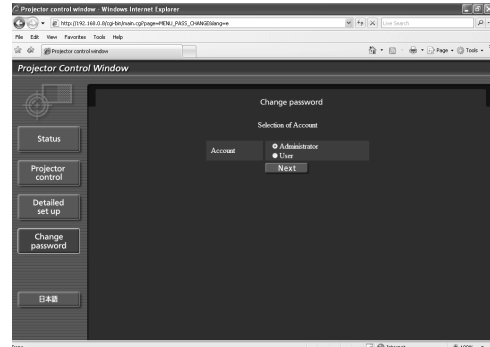 Projector control window - Windows Internet Explorer
http://192.168.0.8/cgi-bn/main.cgi?page=MENU_PASS_CHANGE&lang=e
Live Search
File Edit View Favorites Tools Help
Projector control window
Page Tools
Projector Control Window
Change password
Selection of Account
Status
Account
Administrator
User
Next
Projector
control
Detailed
set up
Change
password
日本語
Internet
100%